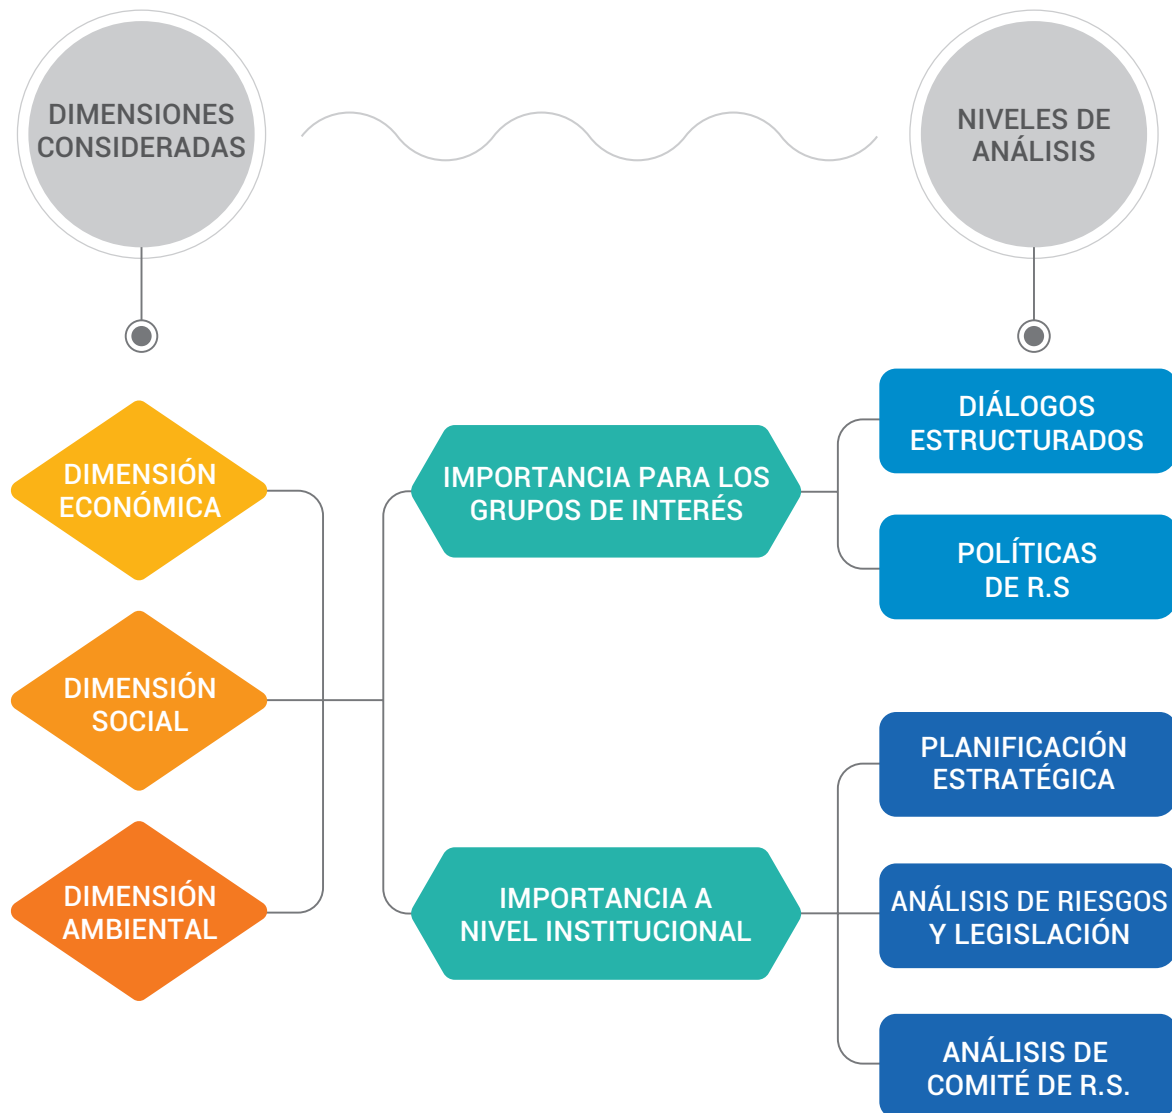 DIMENSIONES
CONSIDERADAS
NIVELES DE
ANÁLISIS
DIMENSIÓN
ECONÓMICA
DIMENSIÓN
SOCIAL
DIMENSIÓN
AMBIENTAL
IMPORTANCIA PARA LOS
GRUPOS DE INTERÉS
IMPORTANCIA A
NIVEL INSTITUCIONAL
DIÁLOGOS
ESTRUCTURADOS
POLÍTICAS
DE R.S
PLANIFICACIÓN
ESTRATÉGICA
ANÁLISIS DE RIESGOS
Y LEGISLACIÓN
ANÁLISIS DE
COMITÉ DE R.S.